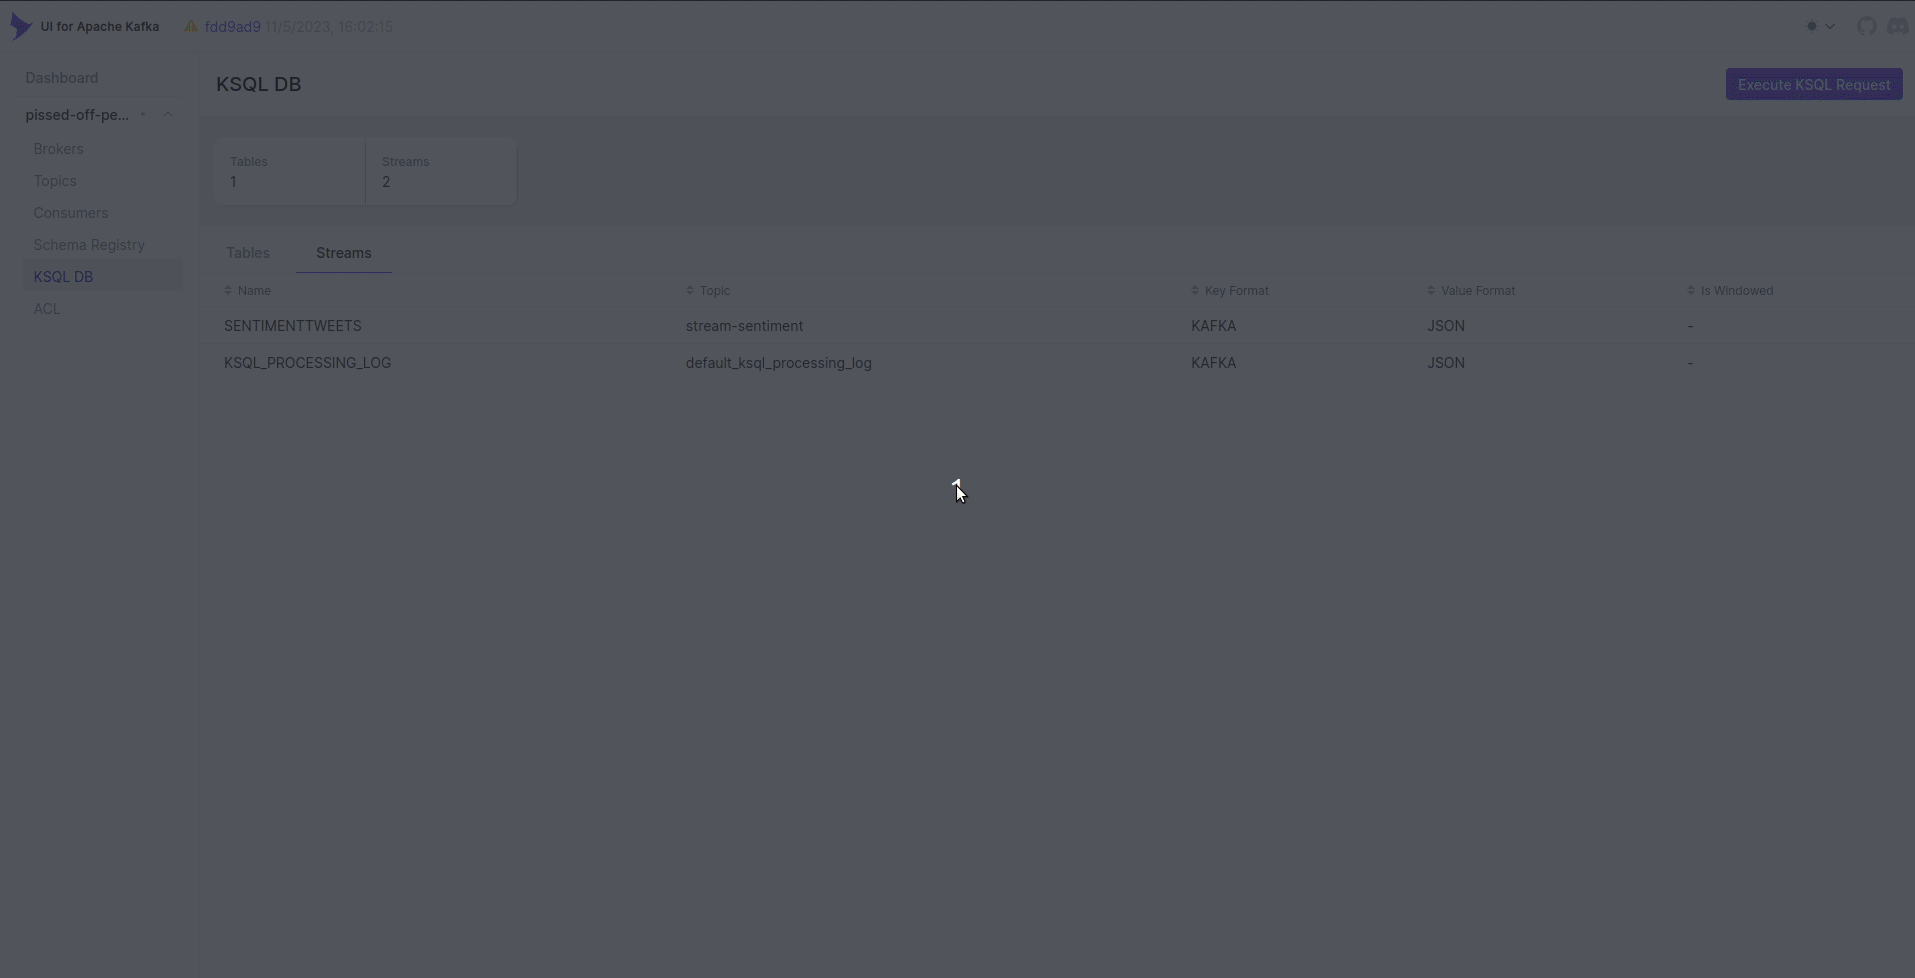 UI for Apache Kafka fdd9ad9 11/5/2023, 16:02:15
Dashboard
pissed-off-pe...
Brokers
Topics
Consumers
Schema Registry
KSQL DB
ACL
KSQL DB
Execute KSQL Request
Tables Streams
1 2
Tables Streams
Name Topic Key Format Value Format Is Windowed
SENTIMENTTWEETS stream-sentiment KAFKA JSON -
KSQL_PROCESSING_LOG default_ksql_processing_log KAFKA JSON -